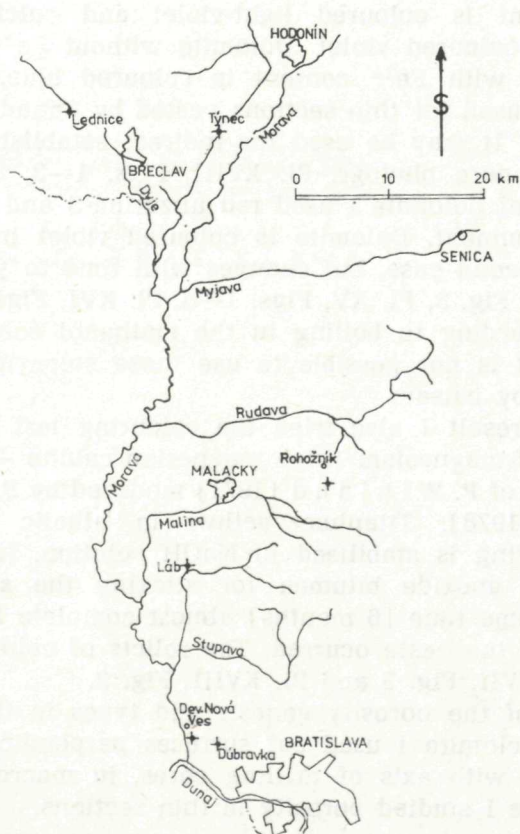 HODONÍN
Lednice
Týnec
Morava
S
BŘECLAV
Dyje
0 10 20 km
SENICA
Myjava
Rudava
Morava
Rohožník
MALACKY
Malina
Láb
Stupava
Dev. Nová
Ves
Dúbravka
BRATISLAVA
Dunaj